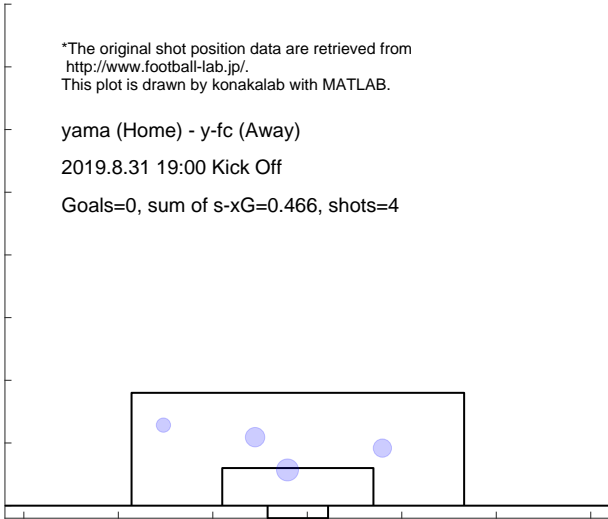 *The original shot position data are retrieved from
http://www.football-lab.jp/.
This plot is drawn by konakalab with MATLAB.
yama (Home) - y-fc (Away)
2019.8.31 19:00 Kick Off
Goals=0, sum of s-xG=0.466, shots=4